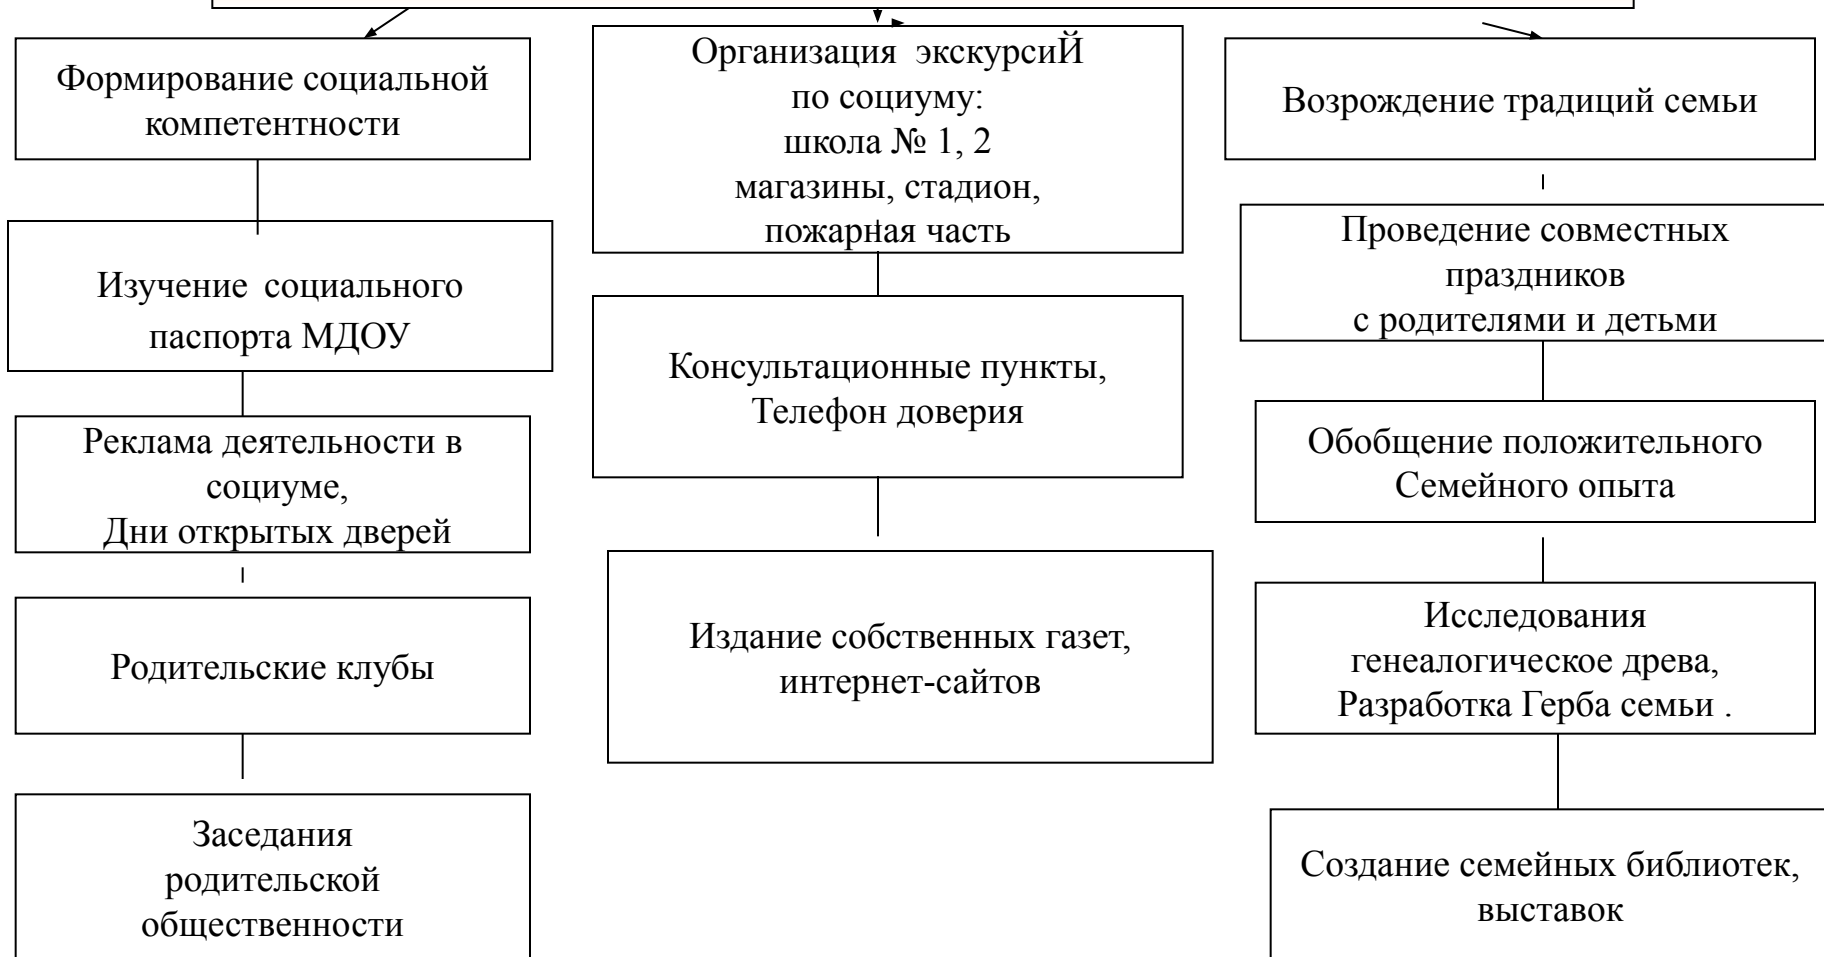 Формирование социальной
компетентности
Изучение социального
паспорта МДОУ
Реклама деятельности в
социуме,
Дни открытых дверей
Родительские клубы
Заседания
родительской
общественности
Организация экскурсиЙ
по социуму:
школа № 1, 2
магазины, стадион,
пожарная часть
Консультационные пункты,
Телефон доверия
Издание собственных газет,
интернет-сайтов
Возрождение традиций семьи
Проведение совместных
праздников
с родителями и детьми
Обобщение положительного
Семейного опыта
Исследования
генеалогическое древа,
Разработка Герба семьи .
Создание семейных библиотек,
выставок